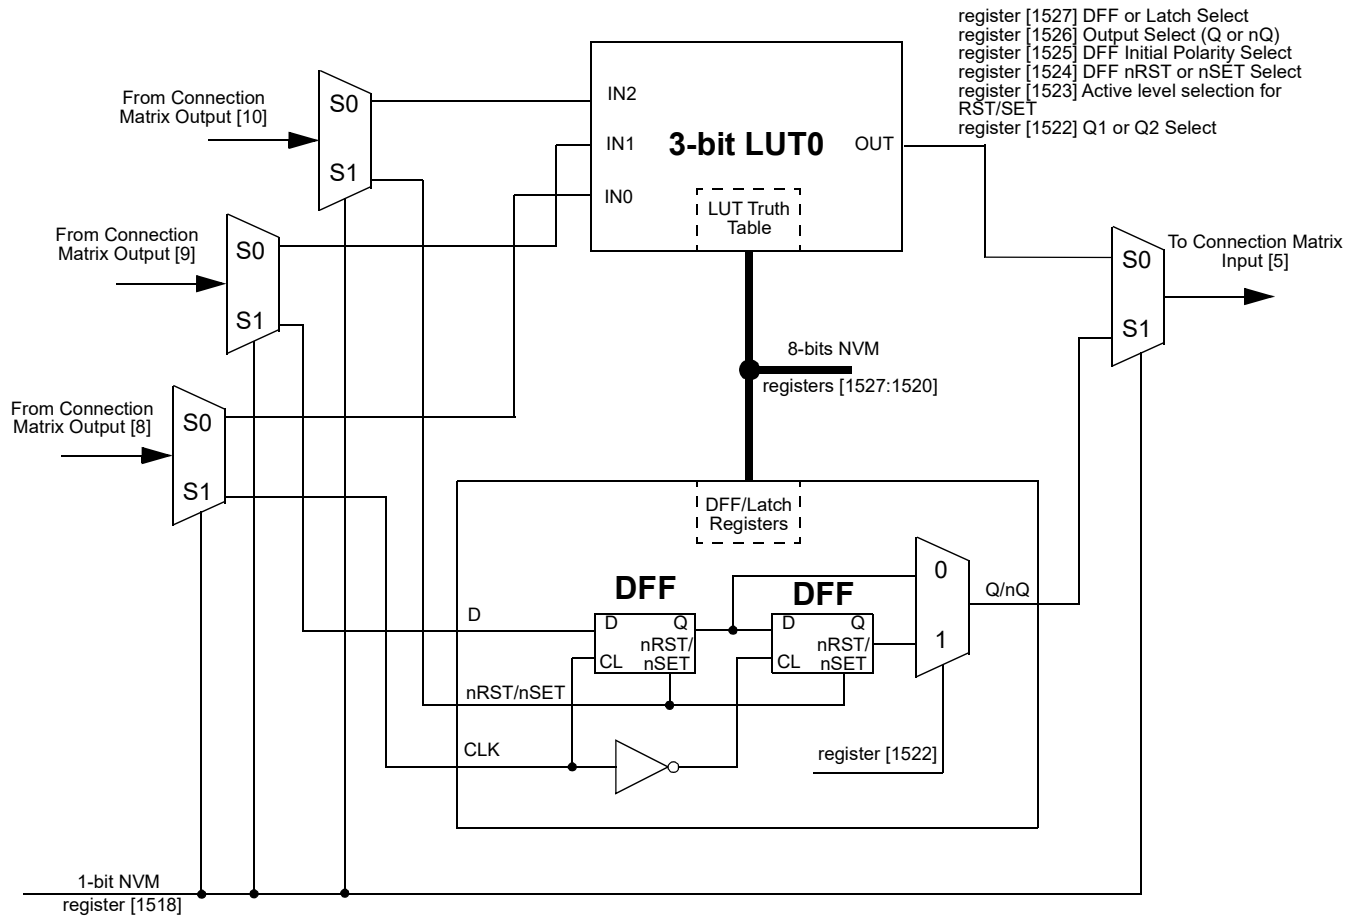 register [1527] DFF or Latch Select
register [1526] Output Select (Q or nQ)
register [1525] DFF Initial Polarity Select
register [1524] DFF nRST or nSET Select
register [1523] Active level selection for
RST/SET
register [1522] Q1 or Q2 Select
From Connection
Matrix Output [10]
S0
S1
IN2
IN1
IN0
3-bit LUT0
OUT
LUT Truth
Table
From Connection
Matrix Output [9]
S0
S1
To Connection Matrix
Input [5]
S0
S1
8-bits NVM
registers [1527:1520]
From Connection
Matrix Output [8]
S0
S1
DFF/Latch
Registers
DFF
DFF
0
1
Q/nQ
D
D
Q
nRST/
nSET
CL
D
Q
nRST/
nSET
CL
nRST/nSET
CLK
register [1522]
1-bit NVM
register [1518]